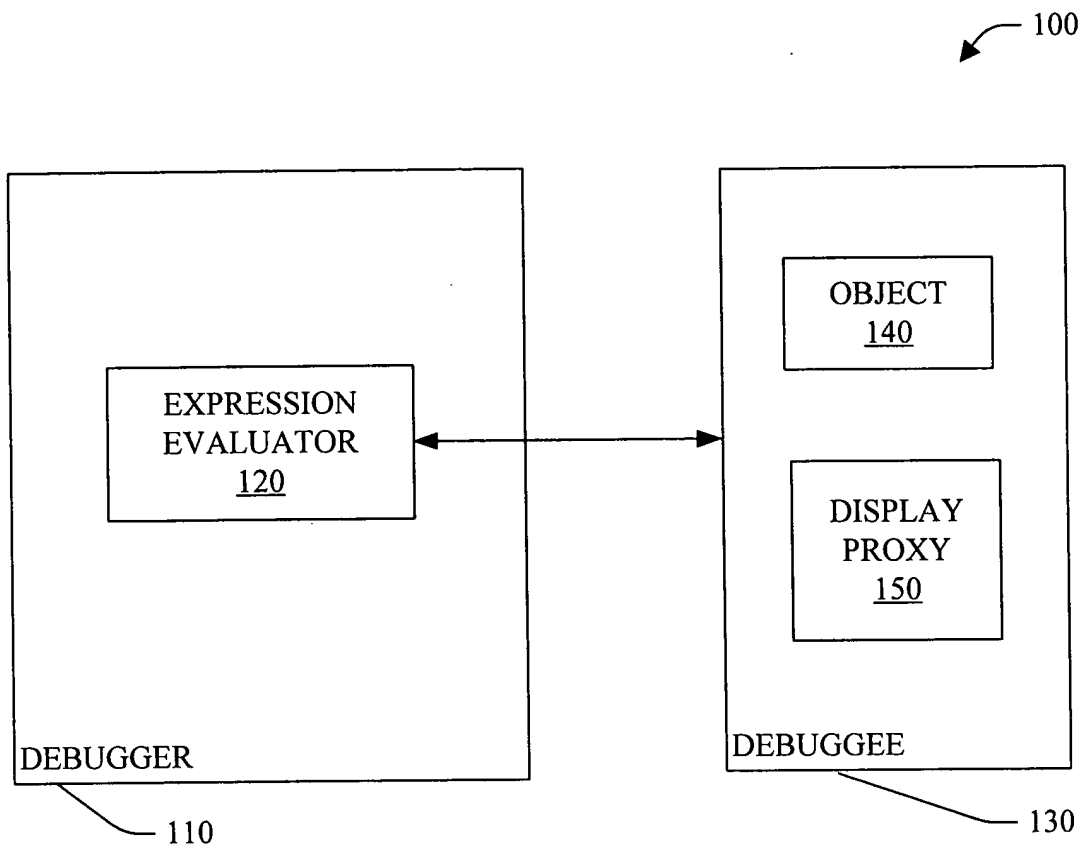 100
OBJECT
140
EXPRESSION
EVALUATOR
120
DISPLAY
PROXY
150
DEBUGGER
DEBUGGEE
110
130